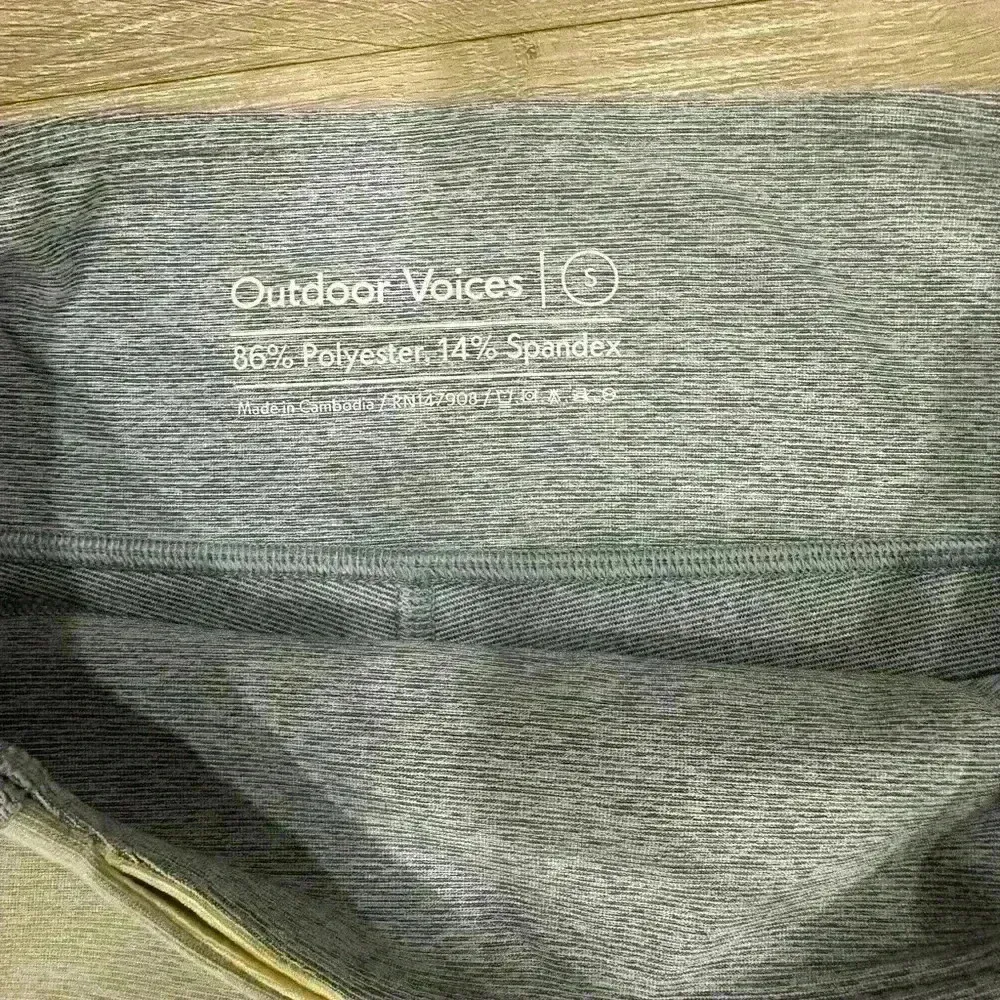 Outdoor Voices | S
86% Polyester, 14% Spandex
Made in Cambodia / RN147908 /